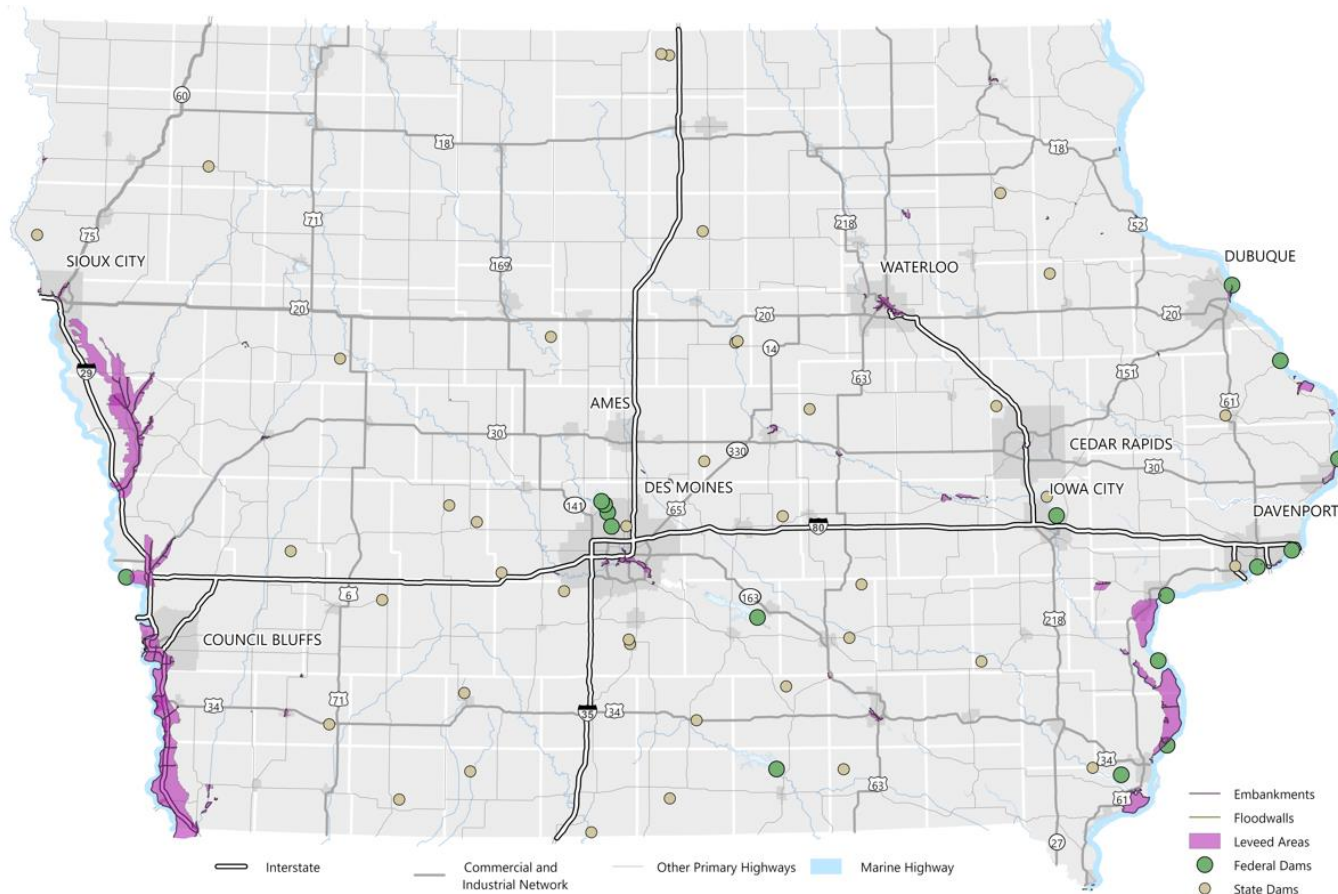 60
18
18
71
218
52
75
SIOUX CITY
169
WATERLOO
DUBUQUE
20
20
20
14
29
63
151
61
AMES
30
330
CEDAR RAPIDS
30
141
DES MOINES
65
IOWA CITY
DAVENPORT
80
6
163
218
COUNCIL BLUFFS
34
71
35
34
34
63
61
27
Embankments
Floodwalls
Leveed Areas
Federal Dams
State Dams
Interstate
Commercial and
Industrial Network
Other Primary Highways
Marine Highway